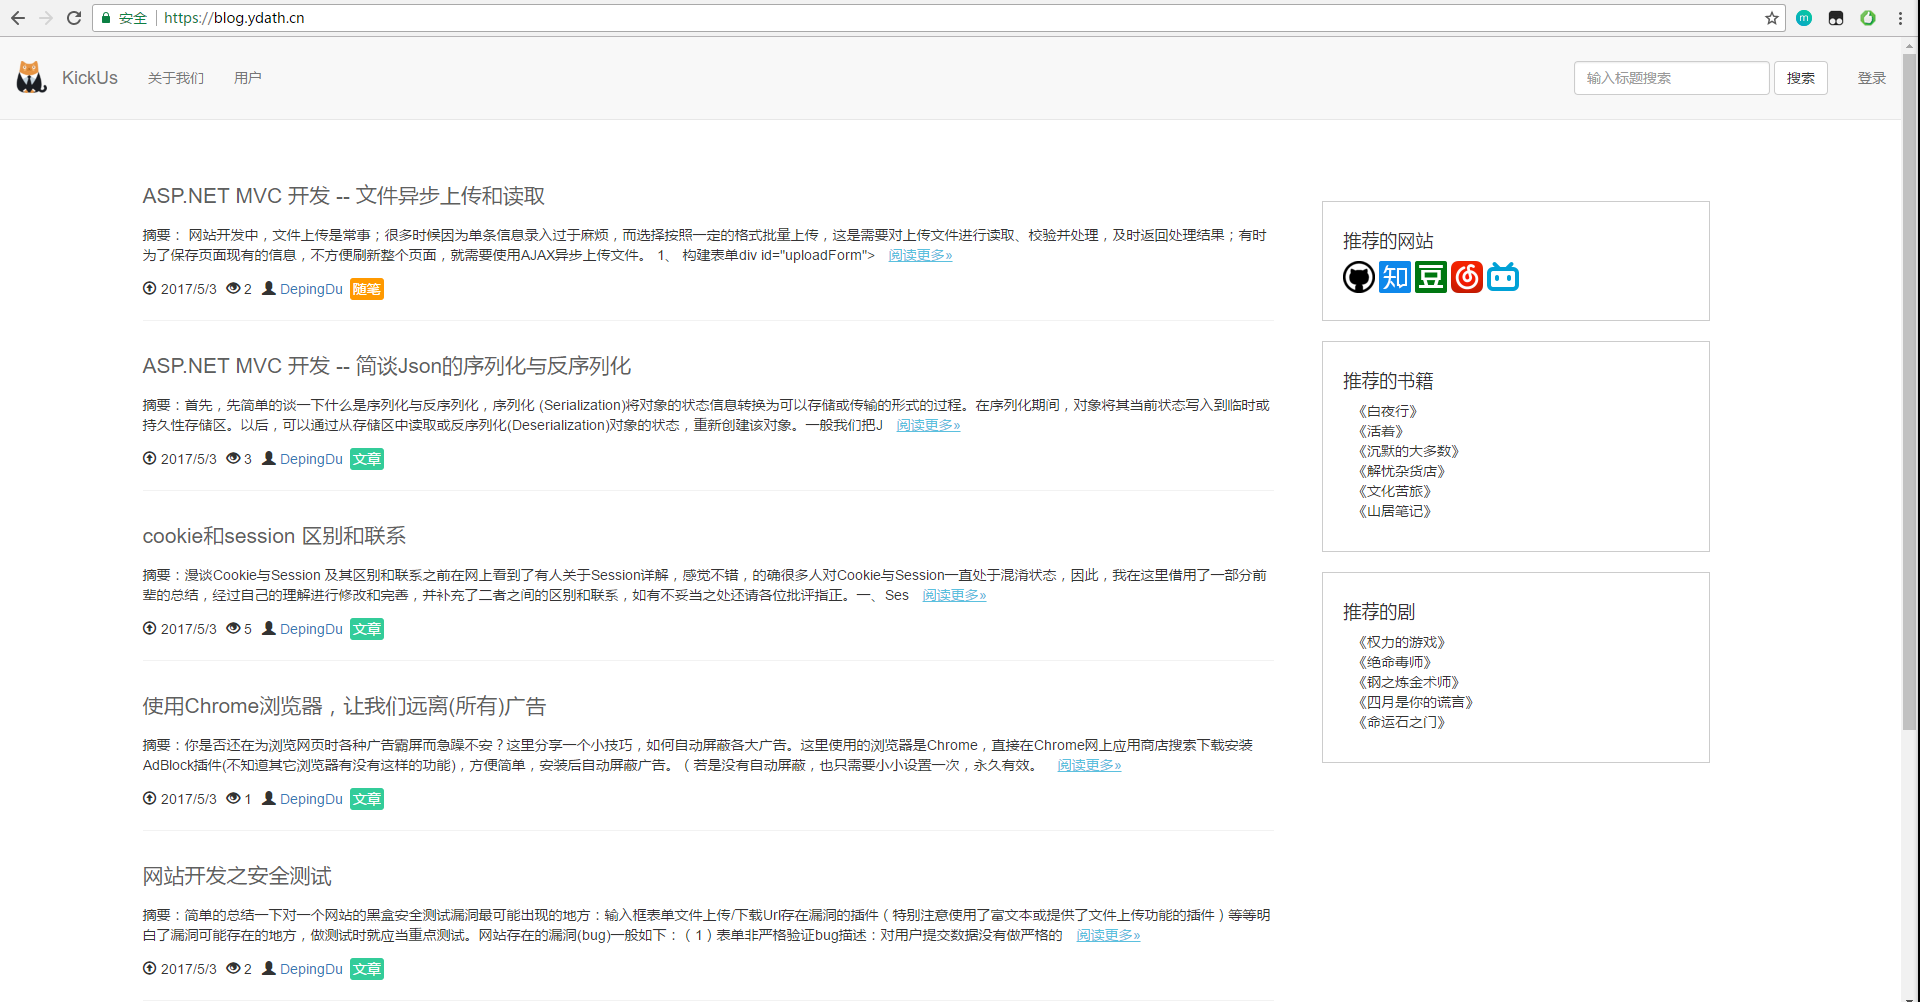 安全 https://blog.ydath.cn
KickUs 关于我们 用户 输入标题搜索 搜索 登录
ASP.NET MVC 开发 -- 文件异步上传和读取
摘要： 网站开发中，文件上传是常事；很多时候因为单条信息录入过于麻烦，而选择按照一定的格式批量上传，这是需要对上传文件进行读取、校验并处理，及时返回处理结果；有时
为了保存页面现有的信息，不方便刷新整个页面，就需要使用AJAX异步上传文件。 1、 构建表单div id="uploadForm"> 阅读更多»
2017/5/3 2 DepingDu 随笔
ASP.NET MVC 开发 -- 简谈Json的序列化与反序列化
摘要：首先，先简单的谈一下什么是序列化与反序列化，序列化 (Serialization)将对象的状态信息转换为可以存储或传输的形式的过程。在序列化期间，对象将其当前状态写入到临时或
持久性存储区。以后，可以通过从存储区中读取或反序列化(Deserialization)对象的状态，重新创建该对象。一般我们把J 阅读更多»
2017/5/3 3 DepingDu 文章
cookie和session 区别和联系
摘要：漫谈Cookie与Session 及其区别和联系之前在网上看到了有人关于Session详解，感觉不错，的确很多人对Cookie与Session一直处于混淆状态，因此，我在这里借用了一部分前
辈的总结，经过自己的理解进行修改和完善，并补充了二者之间的区别和联系，如有不妥当之处还请各位批评指正。一、Ses 阅读更多»
2017/5/3 5 DepingDu 文章
使用Chrome浏览器，让我们远离(所有)广告
摘要：你是否还在为浏览网页时各种广告霸屏而急躁不安？这里分享一个小技巧，如何自动屏蔽各大广告。这里使用的浏览器是Chrome，直接在Chrome网上应用商店搜索下载安装
AdBlock插件(不知道其它浏览器有没有这样的功能)，方便简单，安装后自动屏蔽广告。（若是没有自动屏蔽，也只需要小小设置一次，永久有效。 阅读更多»
2017/5/3 1 DepingDu 文章
网站开发之安全测试
摘要：简单的总结一下对一个网站的黑盒安全测试漏洞最可能出现的地方：输入框表单文件上传/下载Url存在漏洞的插件（特别注意使用了富文本或提供了文件上传功能的插件）等等明
白了漏洞可能存在的地方，做测试时就应当重点测试。网站存在的漏洞(bug)一般如下：（1）表单非严格验证bug描述：对用户提交数据没有做严格的 阅读更多»
2017/5/3 2 DepingDu 文章
推荐的网站
知 豆
推荐的书籍
《白夜行》
《活着》
《沉默的大多数》
《解忧杂货店》
《文化苦旅》
《山居笔记》
推荐的剧
《权力的游戏》
《绝命毒师》
《钢之炼金术师》
《四月是你的谎言》
《命运石之门》